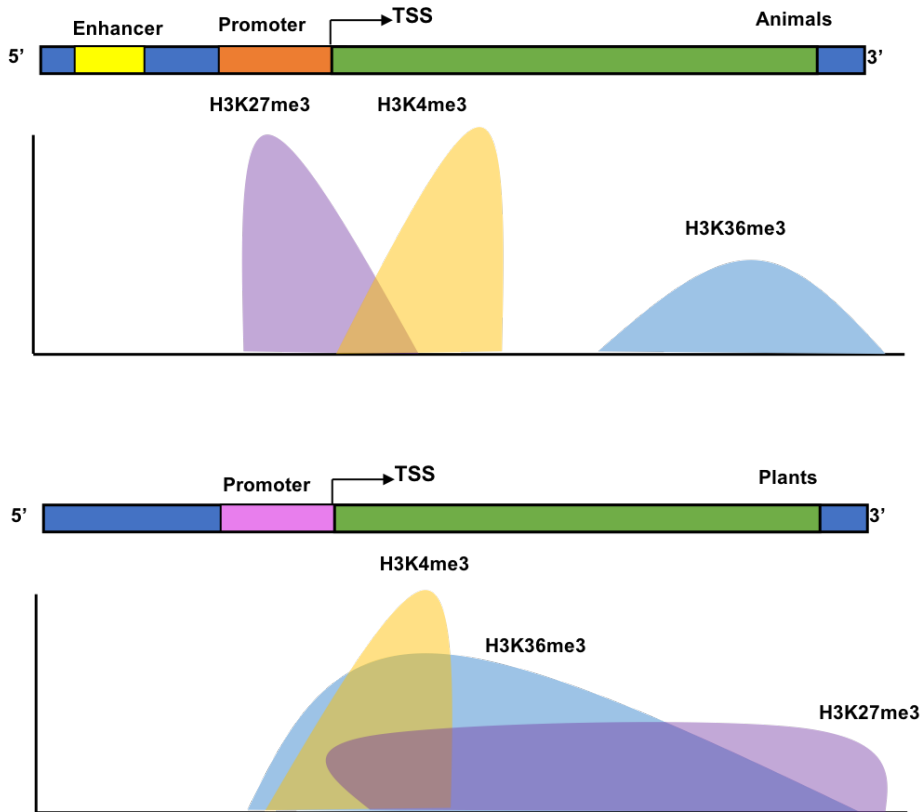 TSS
Animals
Enhancer
Promoter
5’
3’
H3K27me3
H3K4me3
H3K36me3
TSS
Plants
Promoter
5’
3’
H3K4me3
H3K36me3
H3K27me3